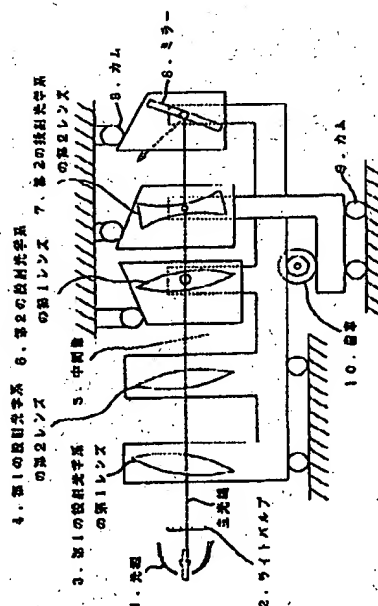 1．光源
2．ライトバルブ
主光線
3．第1の投射光学系
の第1レンズ
4．第1の投射光学系
の第2レンズ
5．中間像
6．第2の投射光学系
の第1レンズ
7．第2の投射光学系
の第2レンズ
9．カム
8．ミラー
9．カム
10．歯車